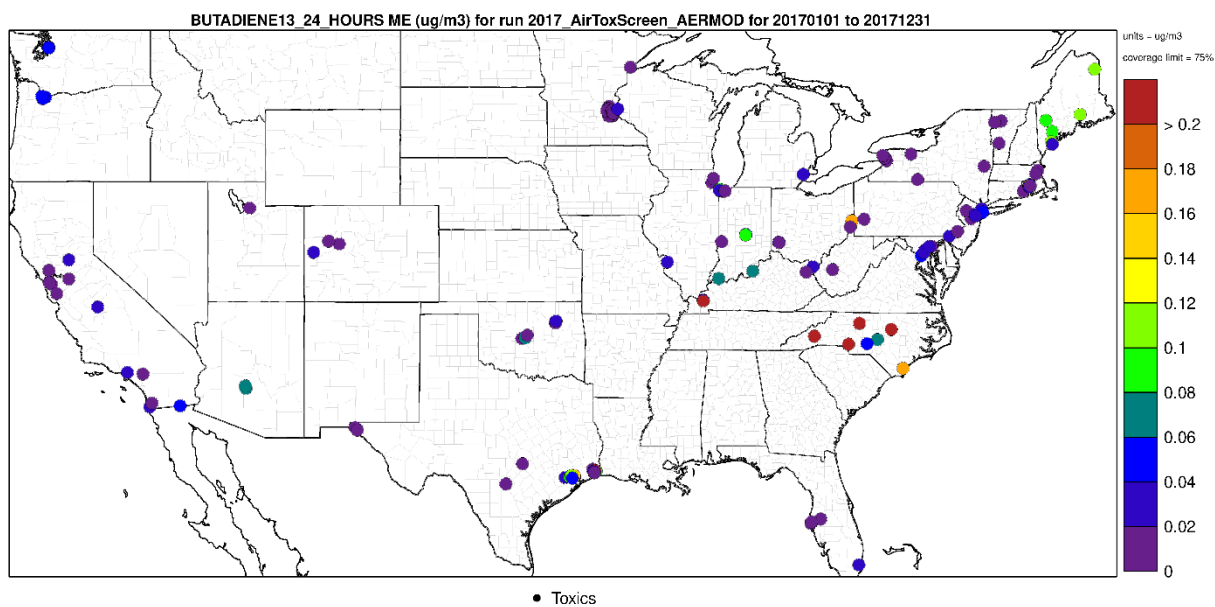 BUTADIENE13_24_HOURS ME (ug/m3) for run 2017_AirToxScreen_AERMOD for 20170101 to 20171231
units = ug/m3
coverage limit = 75%
> 0.2
0.18
0.16
0.14
0.12
0.1
0.08
0.06
0.04
0.02
0
Toxics